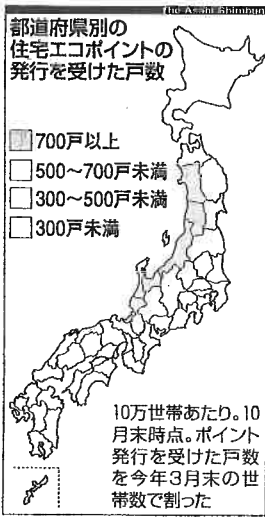 The Asahi Shimbun
都道府県別の
住宅エコポイントの
発行を受けた戸数
700戸以上
500〜700戸未満
300〜500戸未満
300戸未満
10万世帯あたり。10
月末時点。ポイント
発行を受けた戸数
を今年3月末の世
帯数で割った